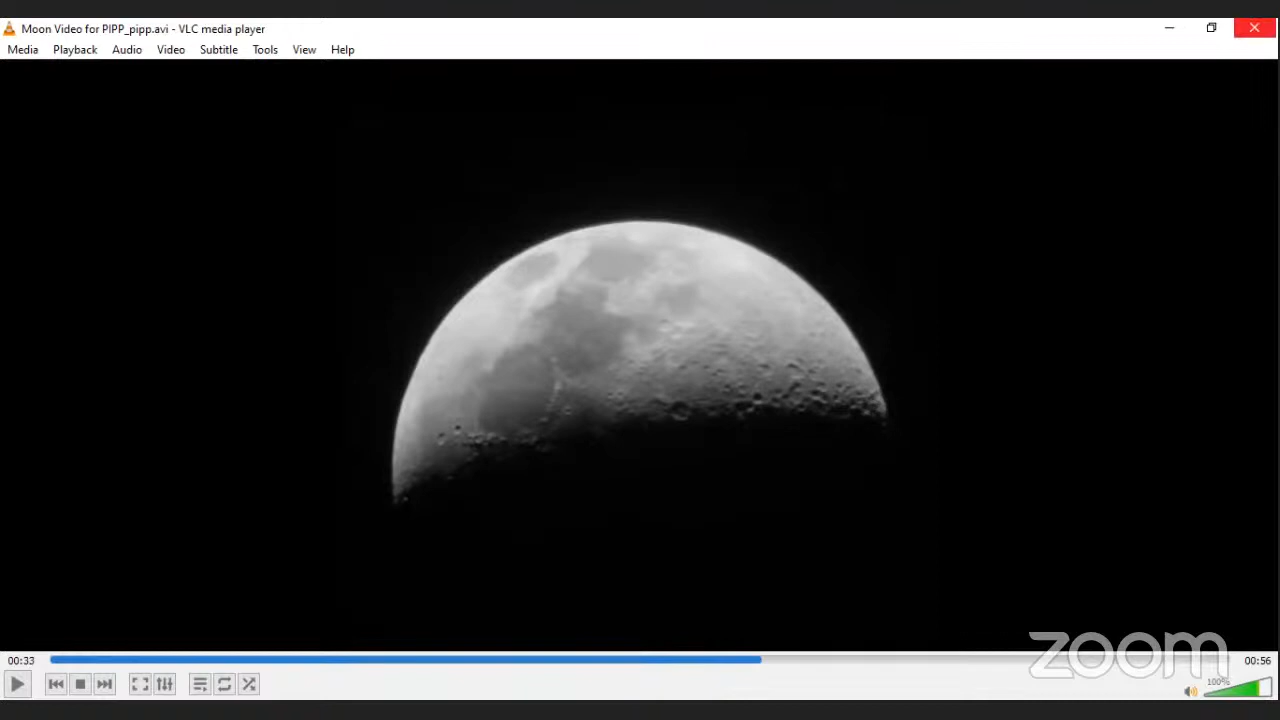 Moon Video for PIPP_pipp.avi - VLC media player
Media Playback Audio Video Subtitle Tools View Help
00:33
00:56
zoom
100%